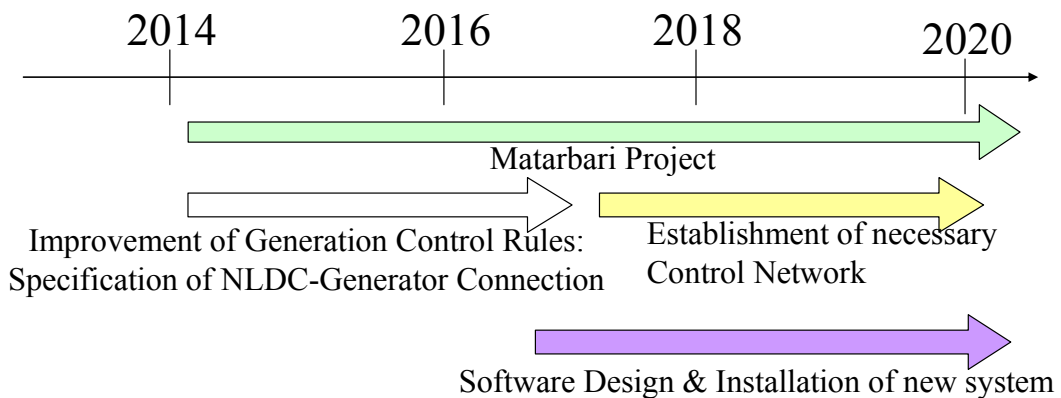 2014 2016 2018 2020
Matarbari Project
Improvement of Generation Control Rules:
Specification of NLDC-Generator Connection
Establishment of necessary
Control Network
Software Design & Installation of new system